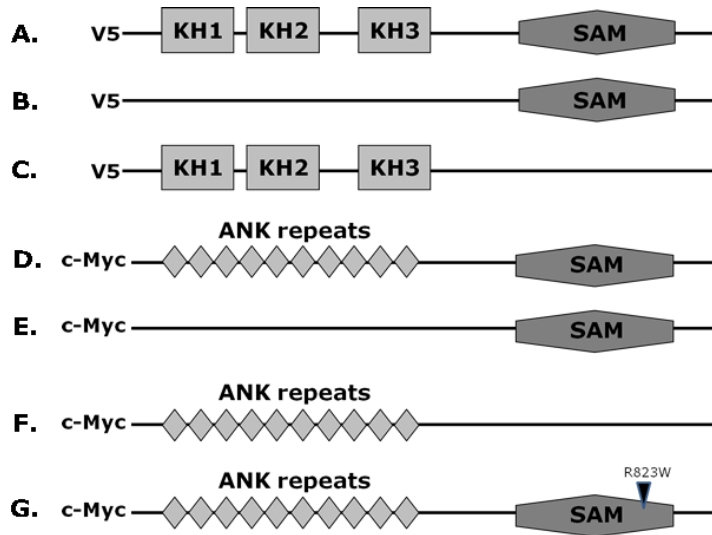 A. V5 KH1 KH2 KH3 SAM
B. V5 SAM
C. V5 KH1 KH2 KH3
ANK repeats
D. c-Myc SAM
E. c-Myc SAM
ANK repeats
F. c-Myc
R823W
ANK repeats
G. c-Myc SAM